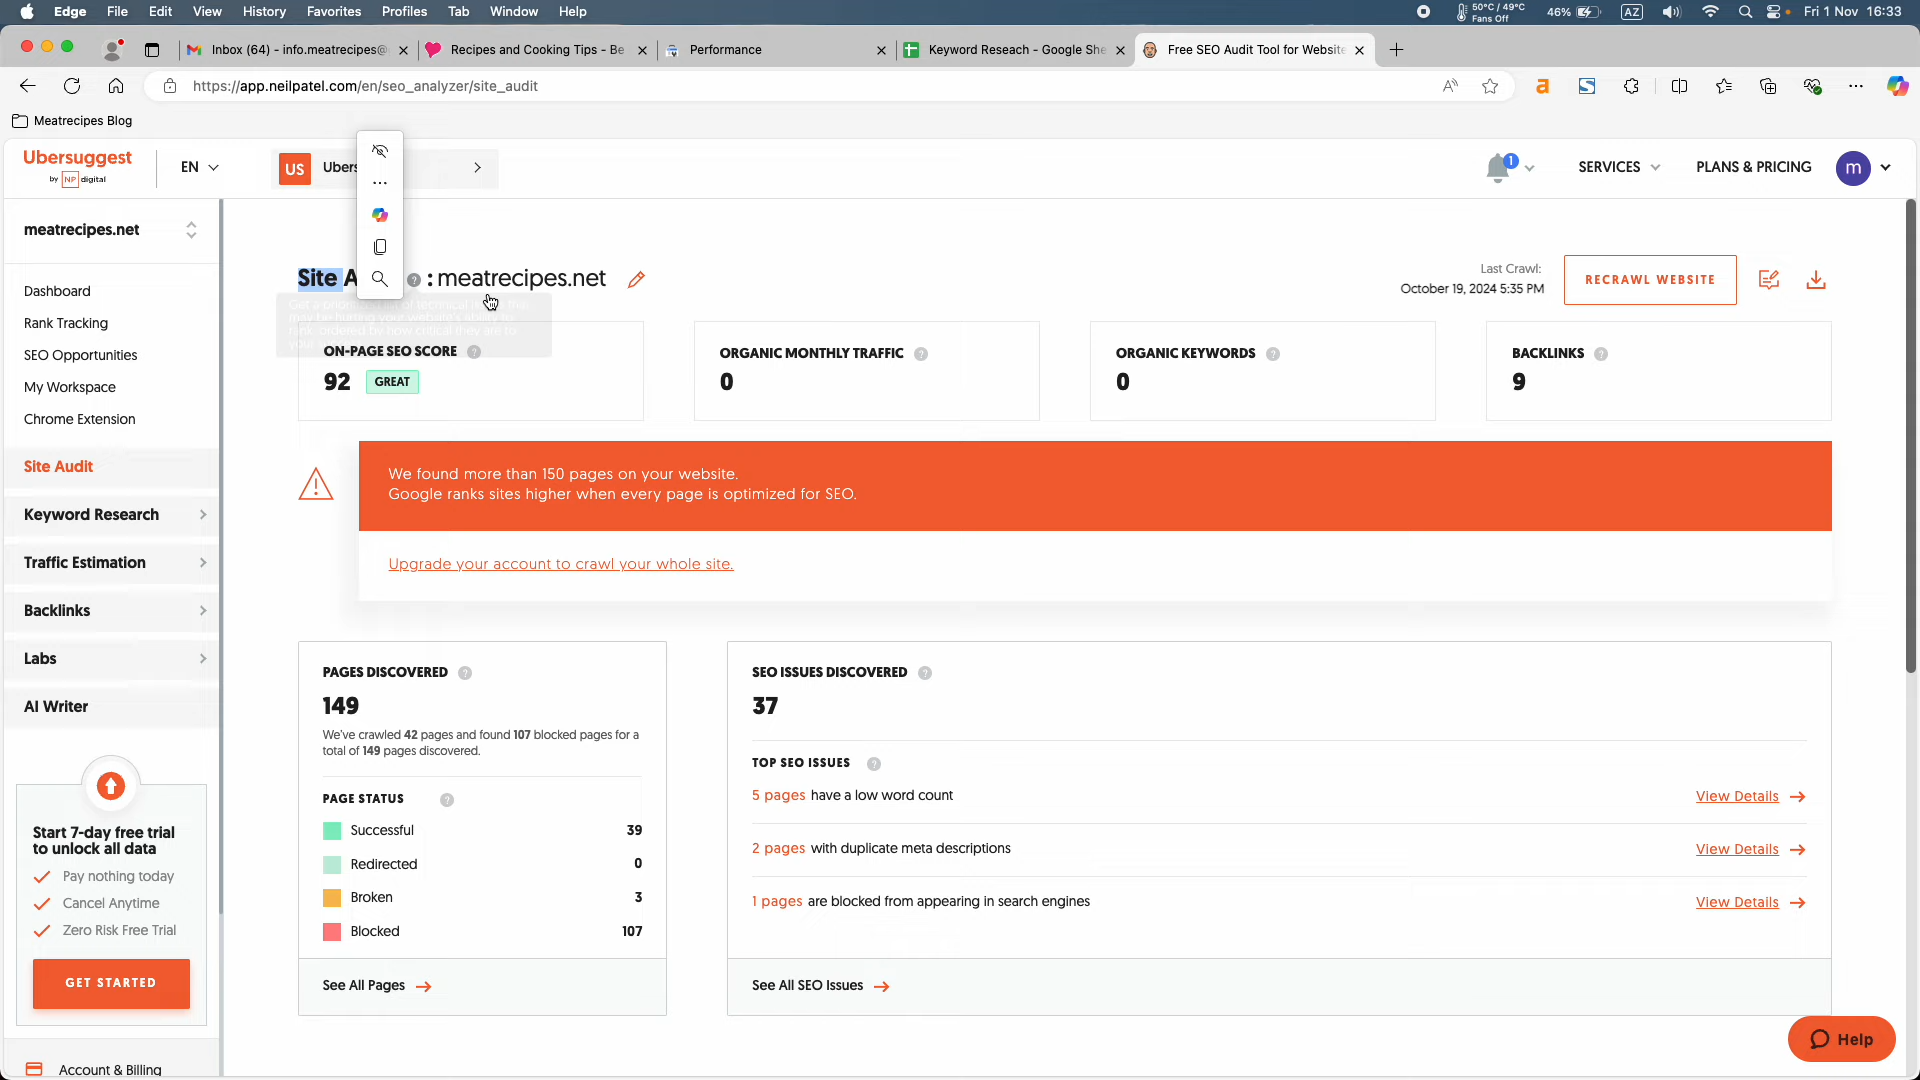 Edge File Edit View History Favorites Profiles Tab Window Help
50°C / 49°C
Fans Off
46% AZ Fri 1 Nov 16:33
Inbox (64) - info.meatrecipes@
Recipes and Cooking Tips - Be
Performance
Keyword Reseach - Google She
Free SEO Audit Tool for Website
https://app.neilpatel.com/en/seo_analyzer/site_audit
Meatrecipes Blog
Ubersuggest
by NP digital
EN
US Ubers
1
SERVICES
PLANS & PRICING
m
meatrecipes.net
Dashboard
Rank Tracking
SEO Opportunities
My Workspace
Chrome Extension
Site Audit
Keyword Research
Traffic Estimation
Backlinks
Labs
AI Writer
Start 7-day free trial
to unlock all data
Pay nothing today
Cancel Anytime
Zero Risk Free Trial
GET STARTED
Account & Billing
Site A : meatrecipes.net
Last Crawl:
October 19, 2024 5:35 PM
RECRAWL WEBSITE
ON-PAGE SEO SCORE
92 GREAT
ORGANIC MONTHLY TRAFFIC
0
ORGANIC KEYWORDS
0
BACKLINKS
9
We found more than 150 pages on your website.
Google ranks sites higher when every page is optimized for SEO.
Upgrade your account to crawl your whole site.
PAGES DISCOVERED
149
We've crawled 42 pages and found 107 blocked pages for a
total of 149 pages discovered.
PAGE STATUS
Successful 39
Redirected 0
Broken 3
Blocked 107
See All Pages
SEO ISSUES DISCOVERED
37
TOP SEO ISSUES
5 pages have a low word count View Details
2 pages with duplicate meta descriptions View Details
1 pages are blocked from appearing in search engines View Details
See All SEO Issues
Help